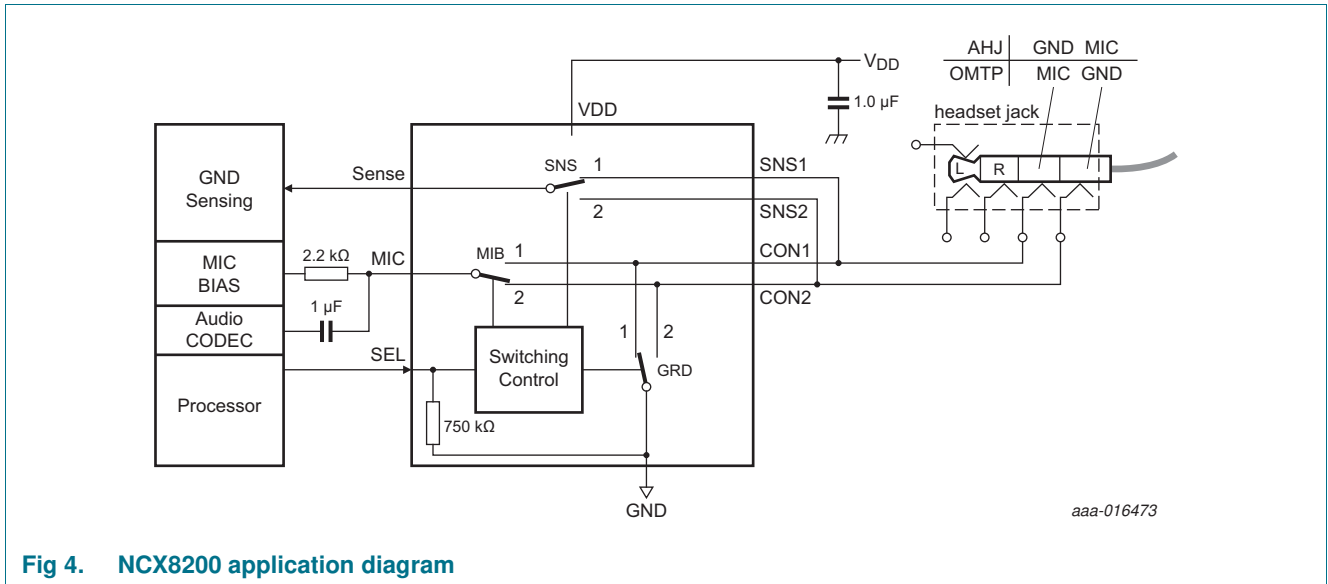 AHJ GND MIC
OMTP MIC GND
VDD
1.0 µF
headset jack
L R
VDD
GND
Sensing
Sense
SNS 1
2
SNS1
SNS2
MIC
BIAS
2.2 kΩ
MIC
MIB 1
2
CON1
CON2
Audio
CODEC
1 µF
SEL
Switching
Control
1 2
GRD
Processor
750 kΩ
GND
aaa-016473
Fig 4. NCX8200 application diagram